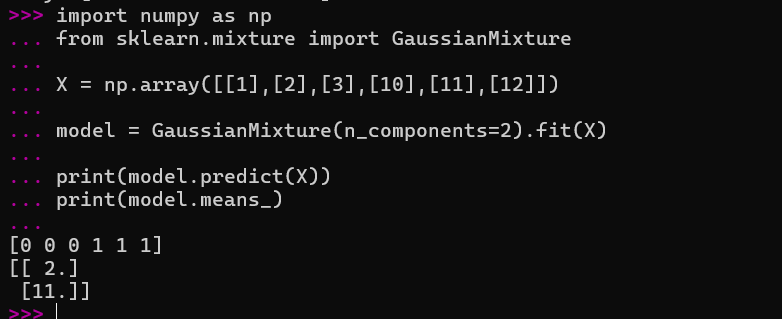 >>> import numpy as np
... from sklearn.mixture import GaussianMixture
...
... X = np.array([[1],[2],[3],[10],[11],[12]])
...
... model = GaussianMixture(n_components=2).fit(X)
...
... print(model.predict(X))
... print(model.means_)
...
[0 0 0 1 1 1]
[[ 2.]
 [11.]]
>>>